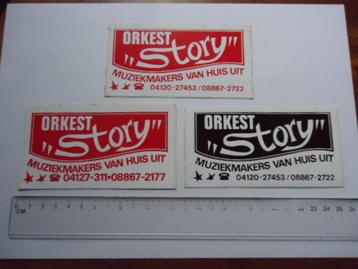 ORKEST
"Story"
MUZIEKMAKERS VAN HUIS UIT
04120-27453/08867-2722
ORKEST
"Story"
MUZIEKMAKERS VAN HUIS UIT
04127-311•08867-2177
ORKEST
"Story"
MUZIEKMAKERS VAN HUIS UIT
04120-27453/08867-2722
CM